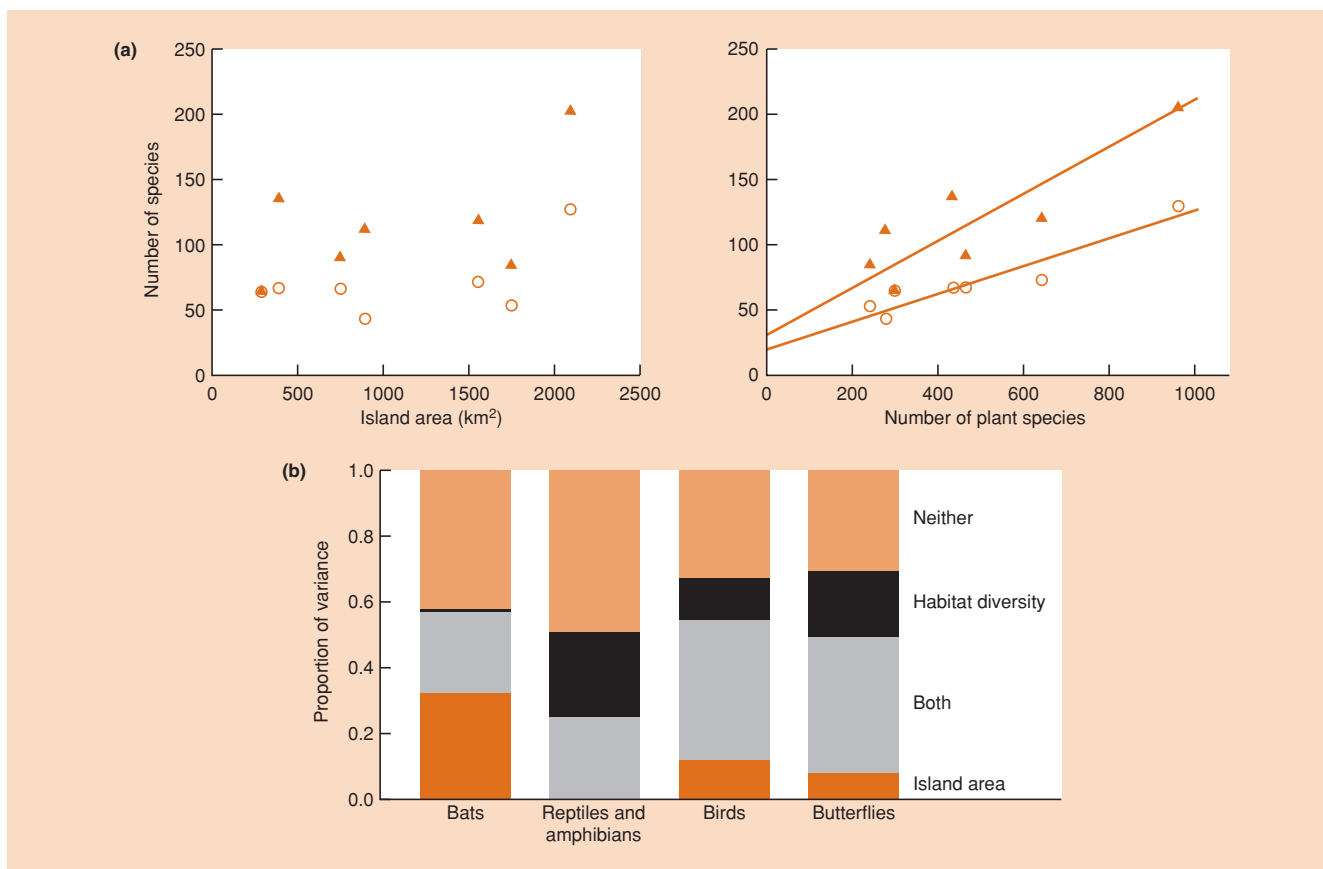 (a)
250
200
150
100
50
0
Number of species
0 500 1000 1500 2000 2500
Island area (km²)
250
200
150
100
50
0
0 200 400 600 800 1000
Number of plant species
(b)
1.0
0.8
0.6
0.4
0.2
0.0
Proportion of variance
Neither
Habitat diversity
Both
Island area
Bats
Reptiles and
amphibians
Birds
Butterflies